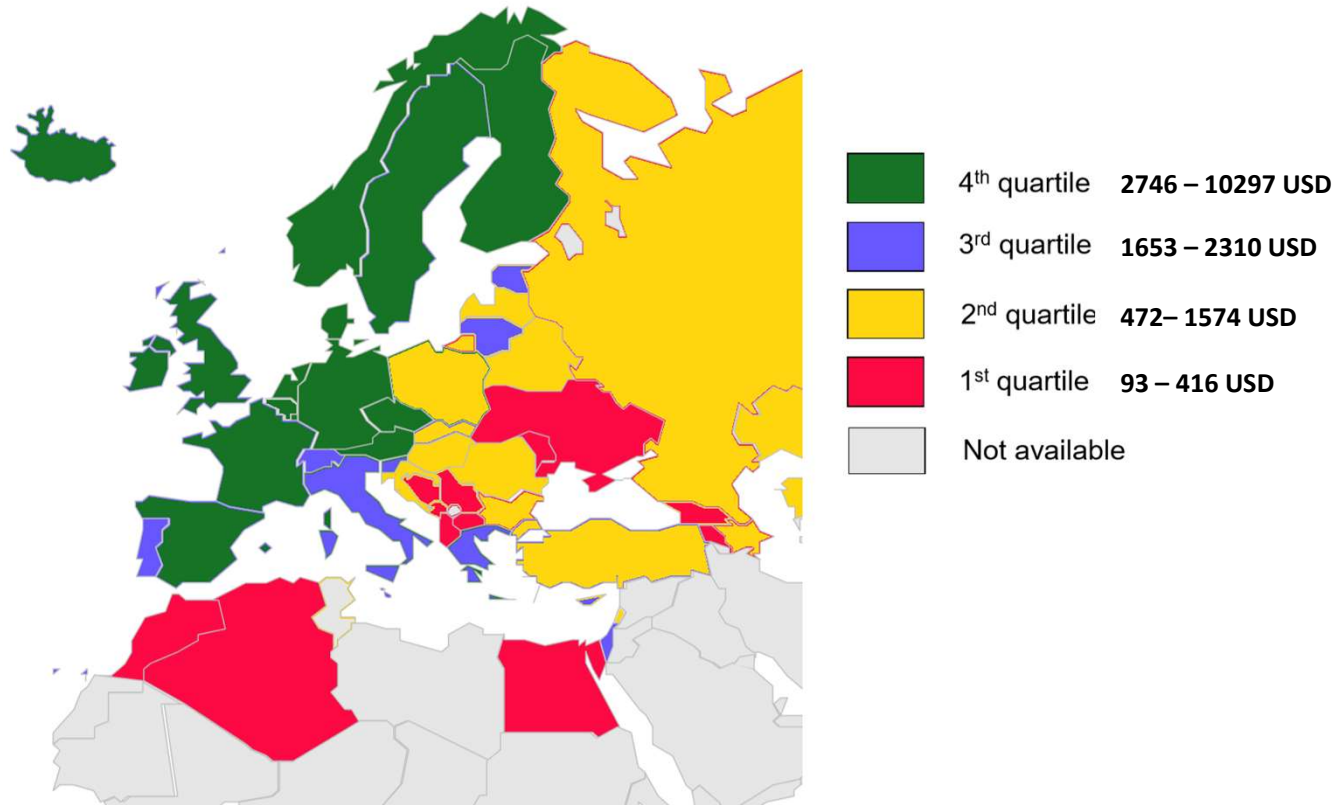 4th quartile 2746 – 10297 USD
3rd quartile 1653 – 2310 USD
2nd quartile 472– 1574 USD
1st quartile 93 – 416 USD
Not available